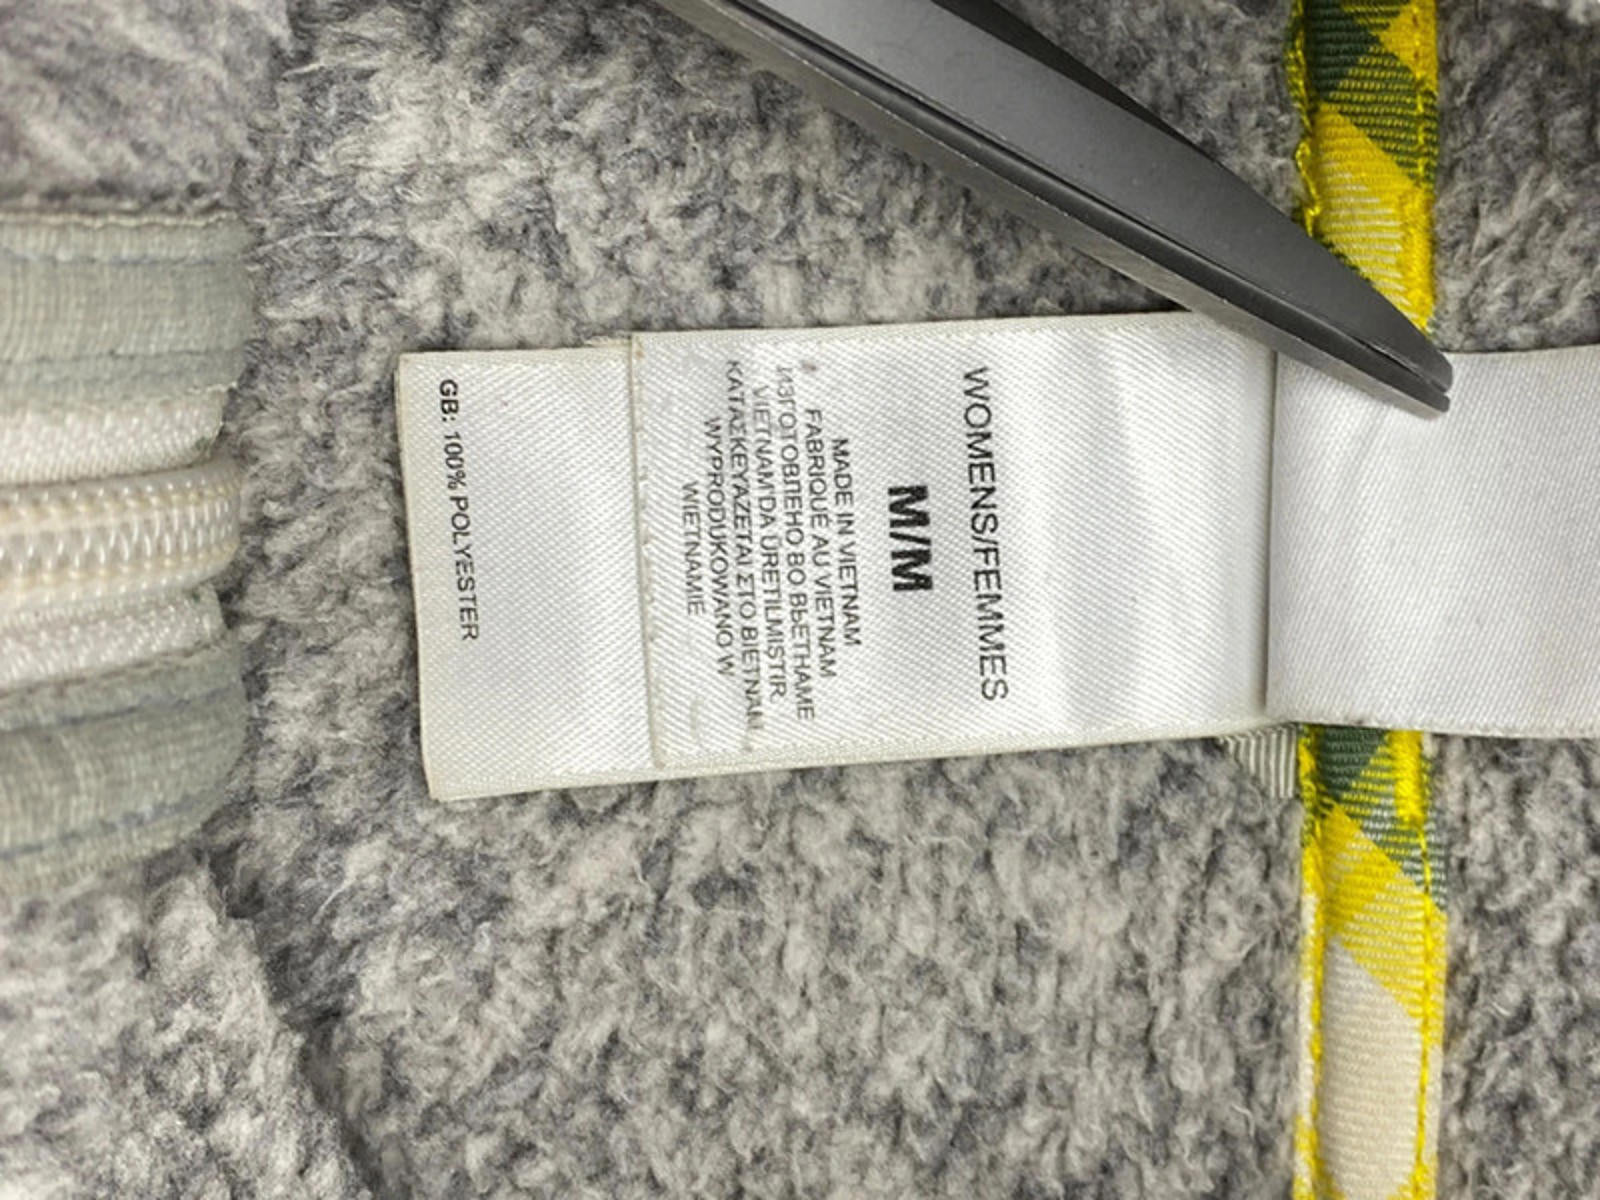 WOMENS/FEMMES
M/M
MADE IN VIETNAM
FABRIQUÉ AU VIETNAM
ИЗГОТОВЛЕНО ВО ВЬЕТНАМЕ
VIETNAM'DA ÜRETILMIŞTIR.
ΚΑΤΑΣΚΕΥΑΖΕΤΑΙ ΣΤΟ ΒΙΕΤΝΑΜ
WYPRODUKOWANO W
WIETNAMIE
GB: 100% POLYESTER